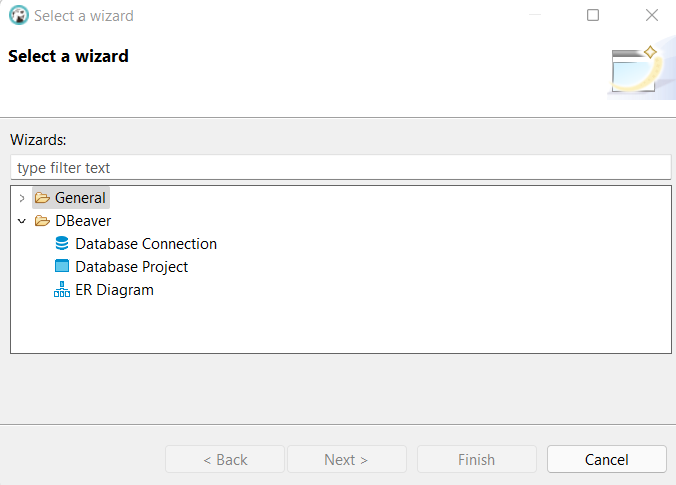 Select a wizard
Select a wizard
Wizards:
type filter text
General
DBeaver
Database Connection
Database Project
ER Diagram
< Back Next > Finish Cancel